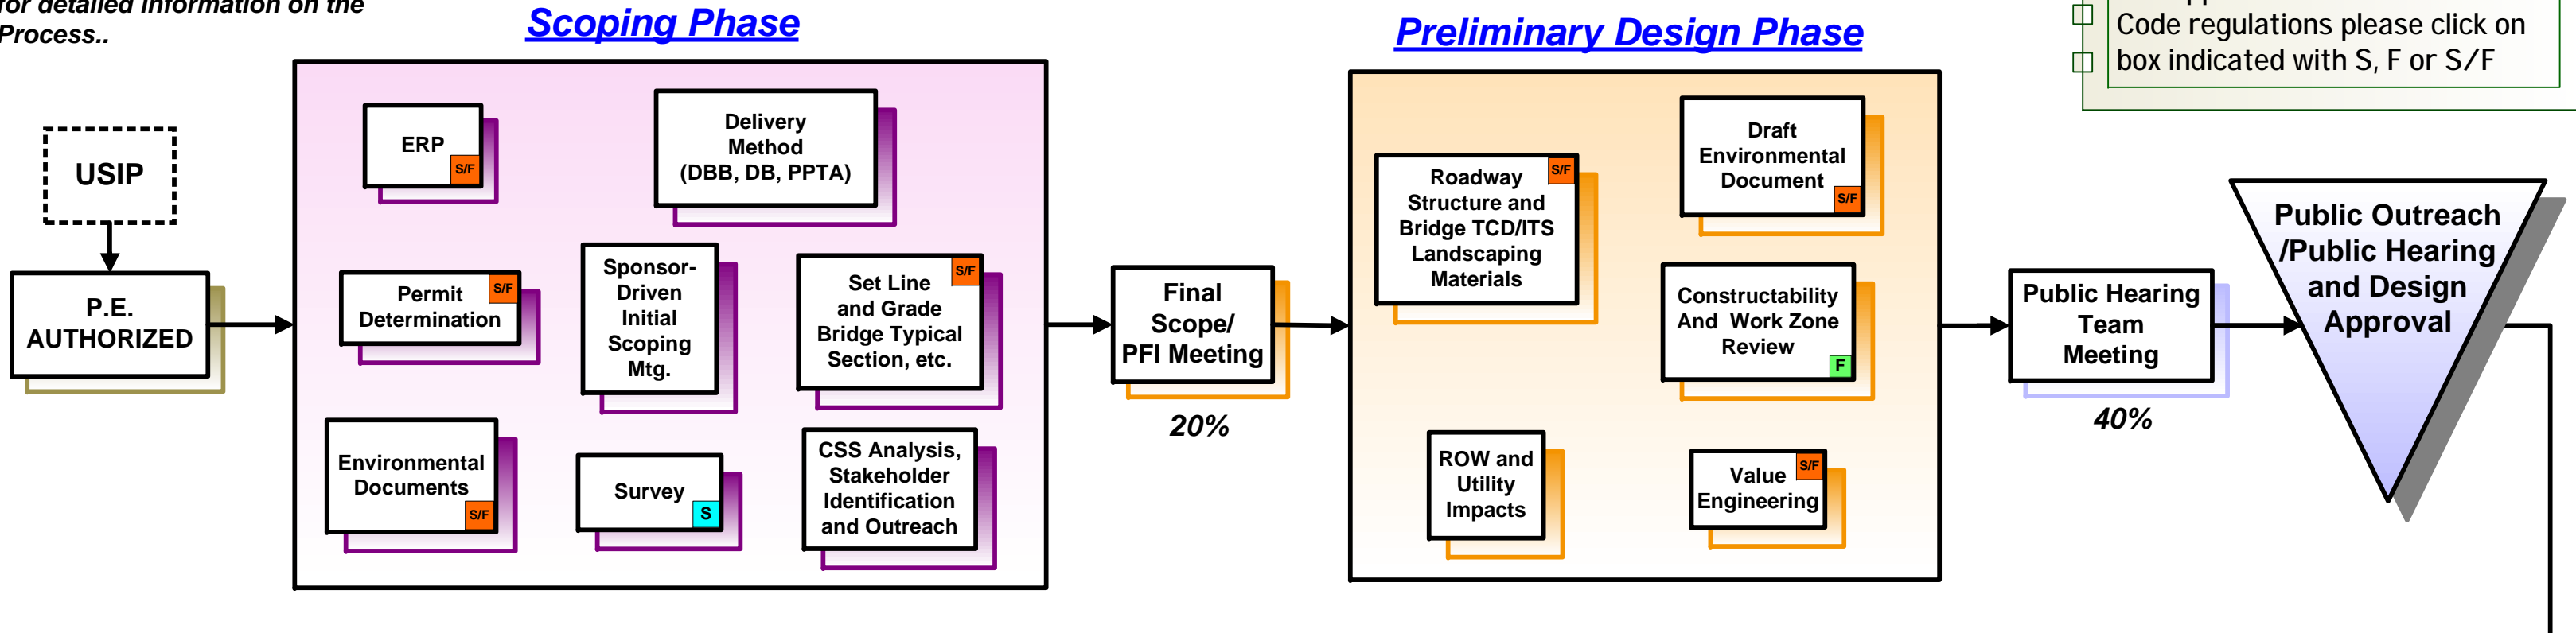 for detailed information on the
Process..
Scoping Phase
Preliminary Design Phase
Code regulations please click on
box indicated with S, F or S/F
USIP
P.E.
AUTHORIZED
ERP
S/F
Delivery
Method
(DBB, DB, PPTA)
Permit
Determination
S/F
Sponsor-
Driven
Initial
Scoping
Mtg.
Set Line
and Grade
Bridge Typical
Section, etc.
S/F
Environmental
Documents
S/F
Survey
S
CSS Analysis,
Stakeholder
Identification
and Outreach
Final
Scope/
PFI Meeting
20%
Roadway
Structure and
Bridge TCD/ITS
Landscaping
Materials
S/F
Draft
Environmental
Document
S/F
Constructability
And Work Zone
Review
F
ROW and
Utility
Impacts
Value
Engineering
S/F
Public Hearing
Team
Meeting
40%
Public Outreach
/Public Hearing
and Design
Approval